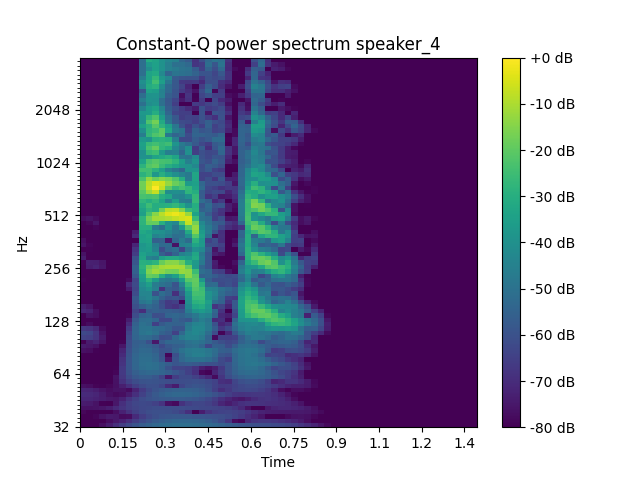 Constant-Q power spectrum speaker_4
Hz
2048
1024
512
256
128
64
32
0 0.15 0.3 0.45 0.6 0.75 0.9 1.1 1.2 1.4
Time
+0 dB
-10 dB
-20 dB
-30 dB
-40 dB
-50 dB
-60 dB
-70 dB
-80 dB